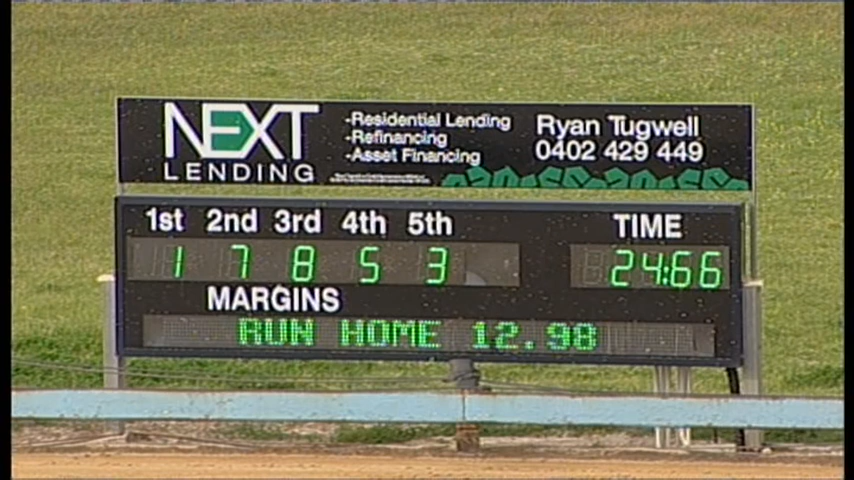 NEXT
LENDING
-Residential Lending
-Refinancing
-Asset Financing
Ryan Tugwell
0402 429 449
1st 2nd 3rd 4th 5th TIME
1 7 8 5 3 24:66
MARGINS
RUN HOME 12.98